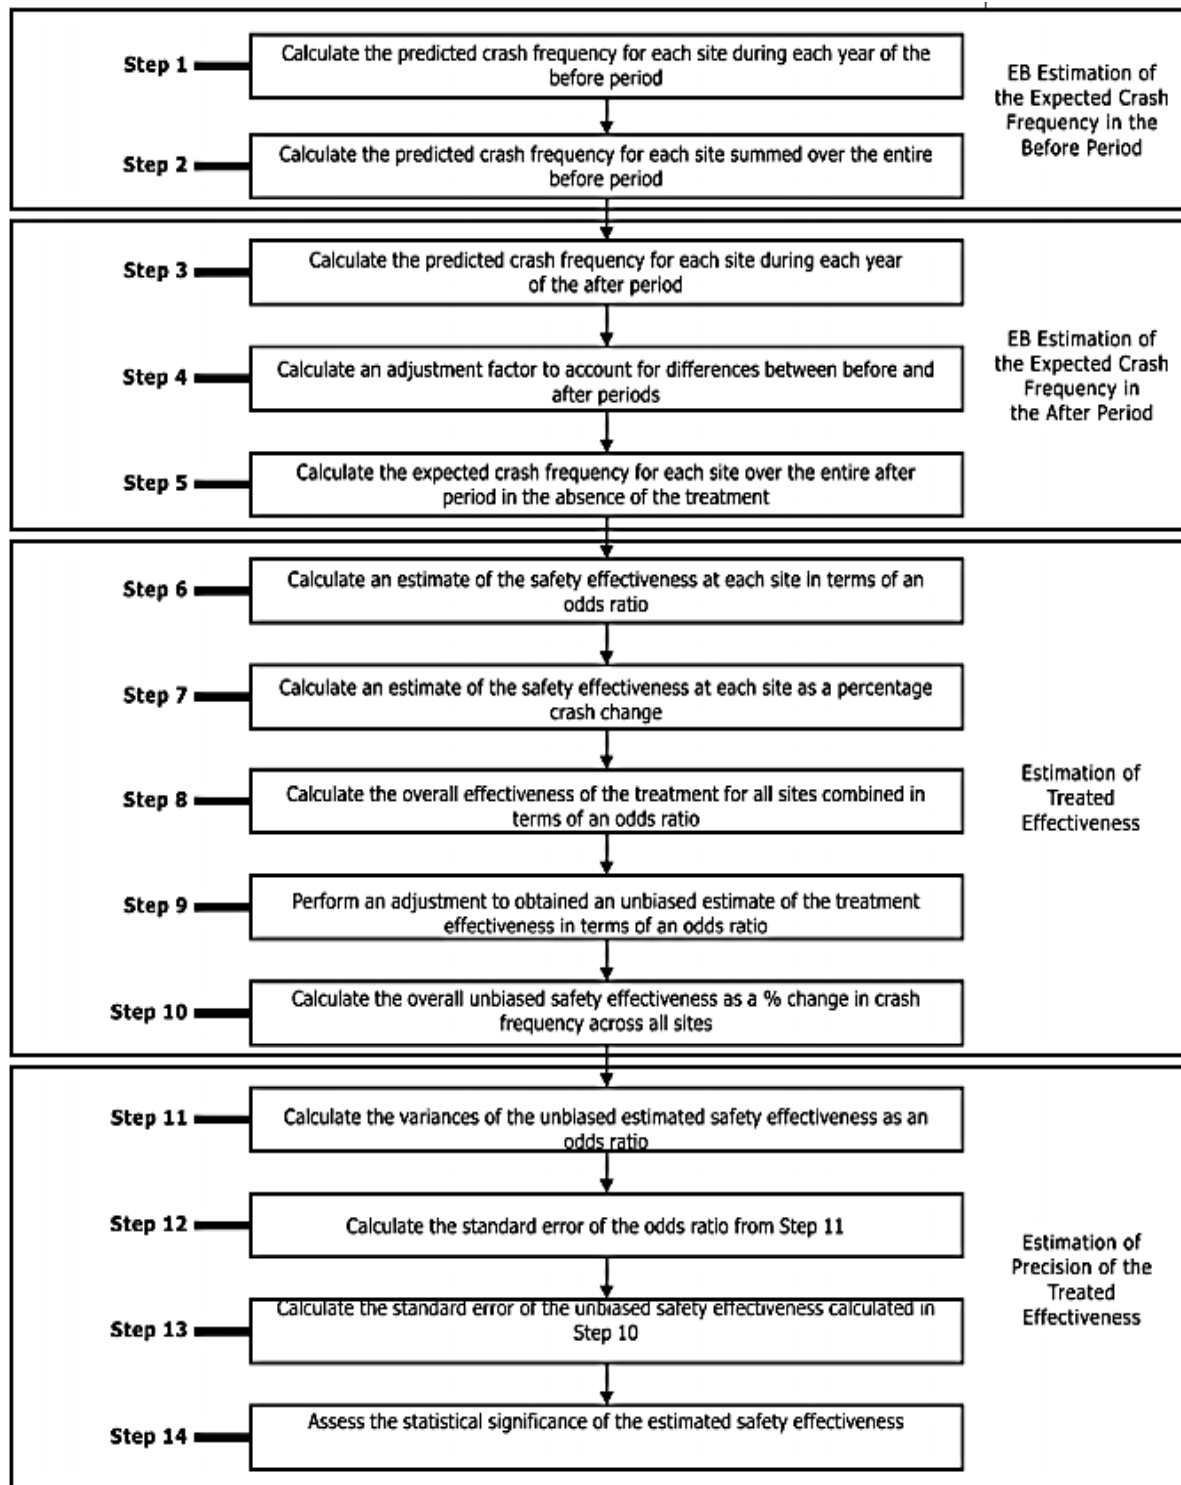 Step 1
Calculate the predicted crash frequency for each site during each year of the
before period
EB Estimation of
the Expected Crash
Frequency in the
Before Period
Step 2
Calculate the predicted crash frequency for each site summed over the entire
before period
Step 3
Calculate the predicted crash frequency for each site during each year
of the after period
EB Estimation of
the Expected Crash
Frequency in
the After Period
Step 4
Calculate an adjustment factor to account for differences between before and
after periods
Step 5
Calculate the expected crash frequency for each site over the entire after
period in the absence of the treatment
Step 6
Calculate an estimate of the safety effectiveness at each site in terms of an
odds ratio
Step 7
Calculate an estimate of the safety effectiveness at each site as a percentage
crash change
Step 8
Calculate the overall effectiveness of the treatment for all sites combined in
terms of an odds ratio
Estimation of
Treated
Effectiveness
Step 9
Perform an adjustment to obtained an unbiased estimate of the treatment
effectiveness in terms of an odds ratio
Step 10
Calculate the overall unbiased safety effectiveness as a % change in crash
frequency across all sites
Step 11
Calculate the variances of the unbiased estimated safety effectiveness as an
odds ratio
Step 12
Calculate the standard error of the odds ratio from Step 11
Estimation of
Precision of the
Treated
Effectiveness
Step 13
Calculate the standard error of the unbiased safety effectiveness calculated in
Step 10
Step 14
Assess the statistical significance of the estimated safety effectiveness